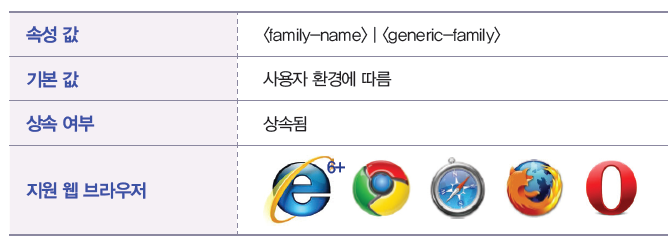 속성 값 〈family-name〉 | 〈generic-family〉
기본 값 사용자 환경에 따름
상속 여부 상속됨
지원 웹 브라우저 6+